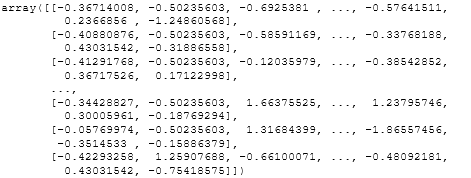 array([[-0.36714008, -0.50235603, -0.6925381 , ..., -0.57641511,
         0.2366856 , -1.24860568],
       [-0.40880876, -0.50235603, -0.58591169, ..., -0.33768188,
         0.43031542, -0.31886558],
       [-0.41291768, -0.50235603, -0.12035979, ..., -0.38542852,
         0.36717526,  0.17122998],
       ...,
       [-0.34428827, -0.50235603,  1.66375525, ...,  1.23795746,
         0.30005961, -0.18769294],
       [-0.05769974, -0.50235603,  1.31684399, ..., -1.86557456,
        -0.3514533 , -0.15886379],
       [-0.42293258,  1.25907688, -0.66100071, ..., -0.48092181,
         0.43031542, -0.75418575]])